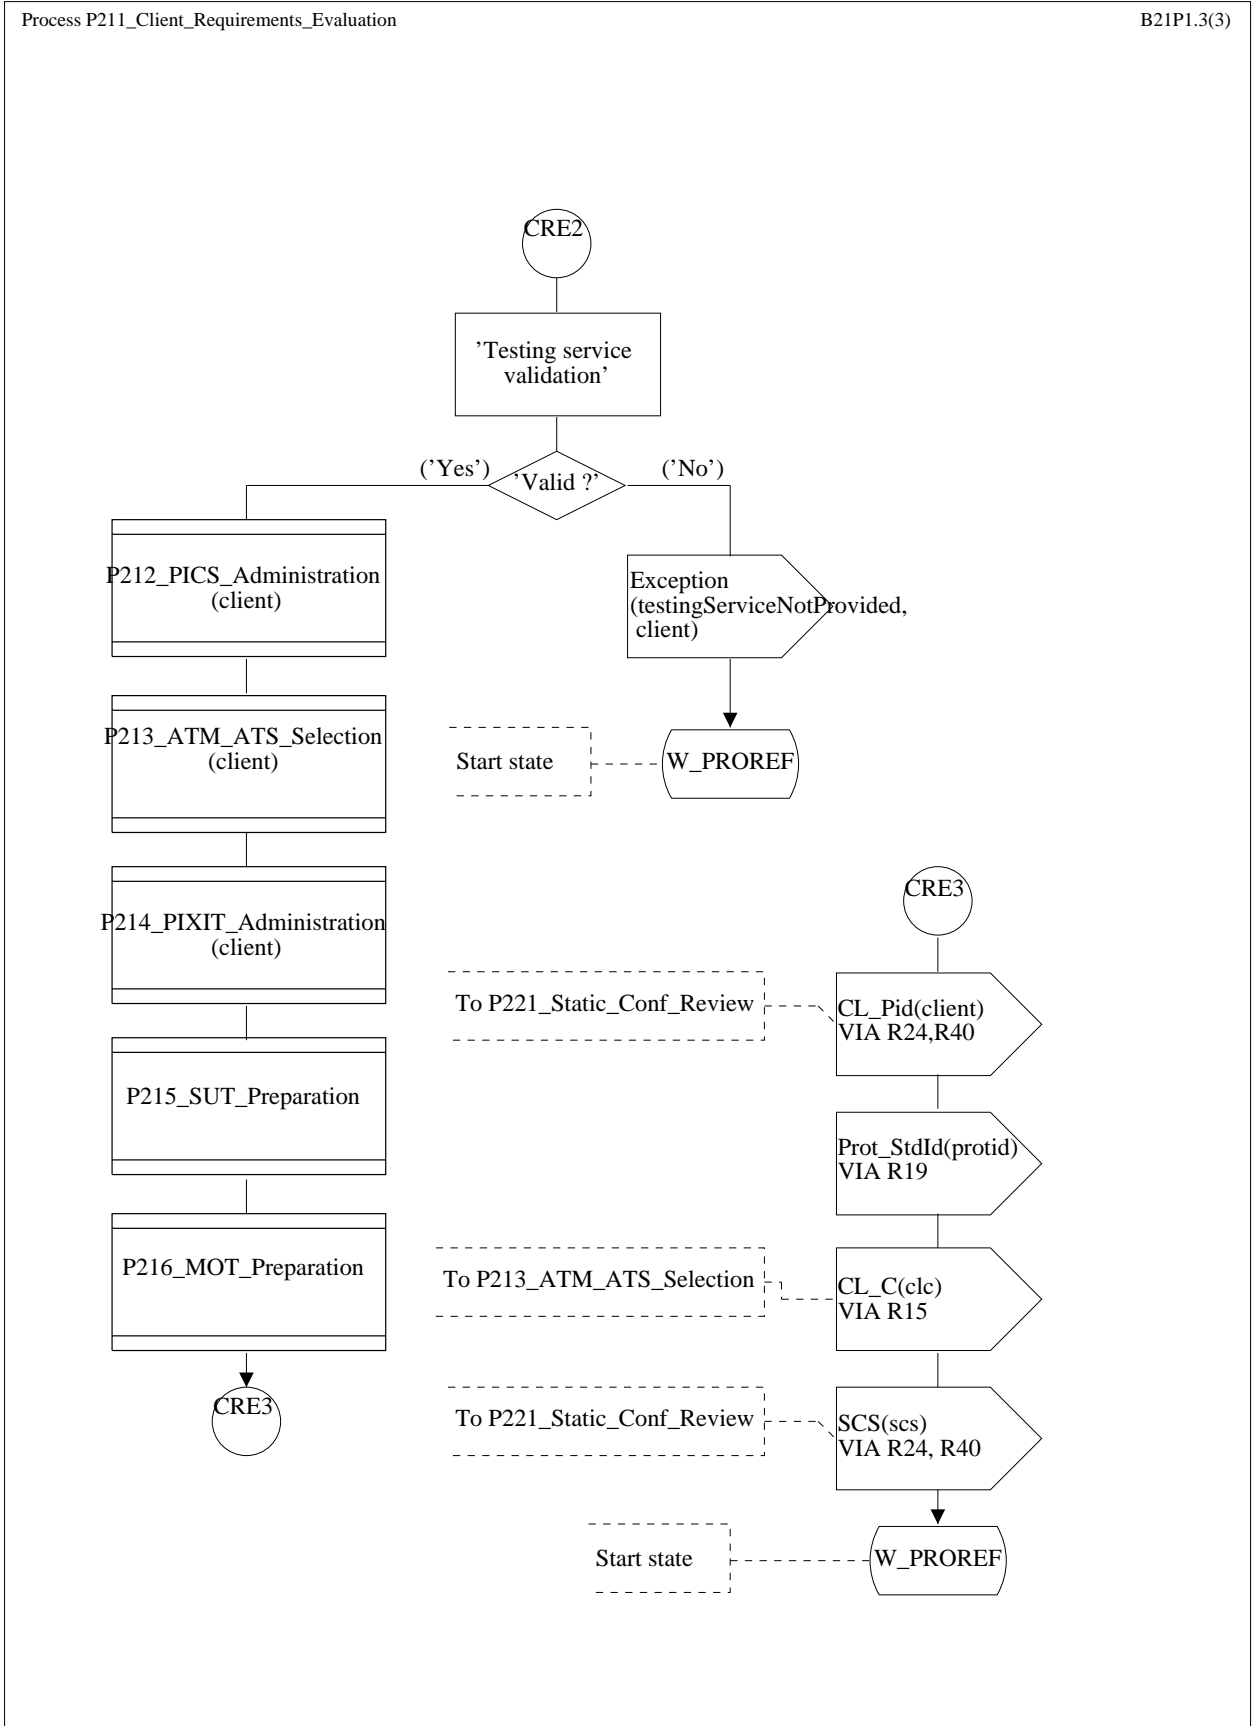 Process P211_Client_Requirements_Evaluation
B21P1.3(3)
CRE2
’Testing service
validation’
(’Yes’)
’Valid ?’
(’No’)
P212_PICS_Administration
(client)
Exception
(testingServiceNotProvided,
client)
P213_ATM_ATS_Selection
(client)
Start state
W_PROREF
P214_PIXIT_Administration
(client)
CRE3
To P221_Static_Conf_Review
CL_Pid(client)
VIA R24,R40
P215_SUT_Preparation
Prot_StdId(protid)
VIA R19
P216_MOT_Preparation
To P213_ATM_ATS_Selection
CL_C(clc)
VIA R15
CRE3
To P221_Static_Conf_Review
SCS(scs)
VIA R24, R40
Start state
W_PROREF